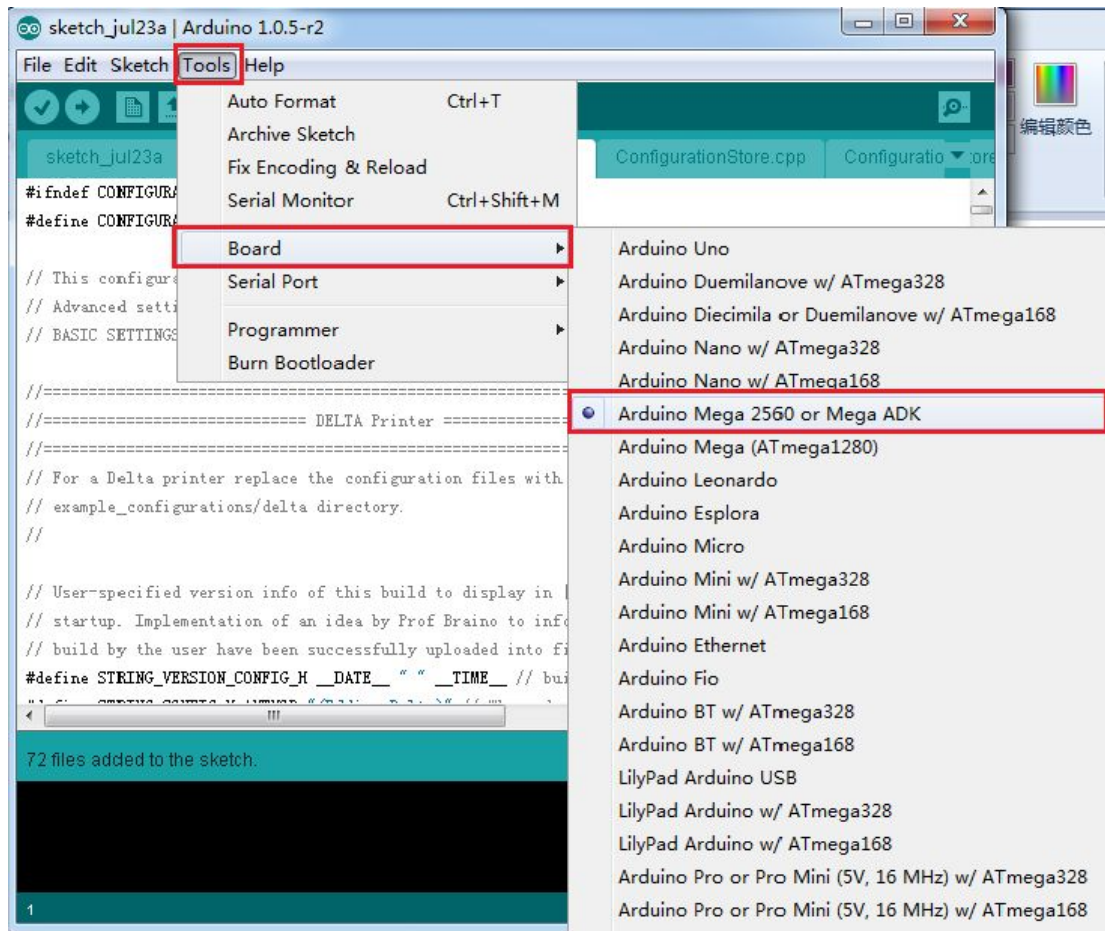 sketch_jul23a | Arduino 1.0.5-r2
File Edit Sketch Tools Help
编辑颜色
Auto Format Ctrl+T
Archive Sketch
Fix Encoding & Reload
Serial Monitor Ctrl+Shift+M
Board
Serial Port
Programmer
Burn Bootloader
sketch_jul23a
ConfigurationStore.cpp
Configuratio
ore
#ifndef CONFIGURA
#define CONFIGURA
// This configura
// Advanced setti
// BASIC SETTINGS
//=====================================================
//============================ DELTA Printer =============
//=====================================================
// For a Delta printer replace the configuration files with
// example_configurations/delta directory.
//
// User-specified version info of this build to display in [
// startup. Implementation of an idea by Prof Braino to info
// build by the user have been successfully uploaded into fi
#define STRING_VERSION_CONFIG_H __DATE__ " " __TIME__ // bui
72 files added to the sketch.
1
Arduino Uno
Arduino Duemilanove w/ ATmega328
Arduino Diecimila or Duemilanove w/ ATmega168
Arduino Nano w/ ATmega328
Arduino Nano w/ ATmega168
Arduino Mega 2560 or Mega ADK
Arduino Mega (ATmega1280)
Arduino Leonardo
Arduino Esplora
Arduino Micro
Arduino Mini w/ ATmega328
Arduino Mini w/ ATmega168
Arduino Ethernet
Arduino Fio
Arduino BT w/ ATmega328
Arduino BT w/ ATmega168
LilyPad Arduino USB
LilyPad Arduino w/ ATmega328
LilyPad Arduino w/ ATmega168
Arduino Pro or Pro Mini (5V, 16 MHz) w/ ATmega328
Arduino Pro or Pro Mini (5V, 16 MHz) w/ ATmega168